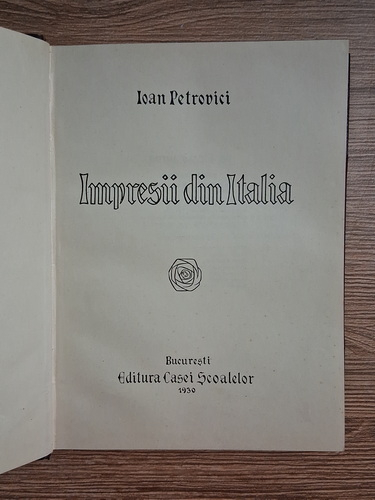 Ioan Petrovici
Impresii din Italia
București
Editura Casei Școalelor
1930